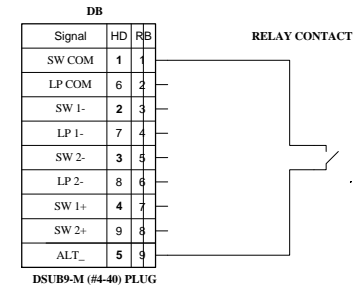 DB
Signal HD RB
RELAY CONTACT
SW COM 1 1
LP COM 6 2
SW 1- 2 3
LP 1- 7 4
SW 2- 3 5
LP 2- 8 6
SW 1+ 4 7
SW 2+ 9 8
ALT_ 5 9
DSUB9-M (#4-40) PLUG